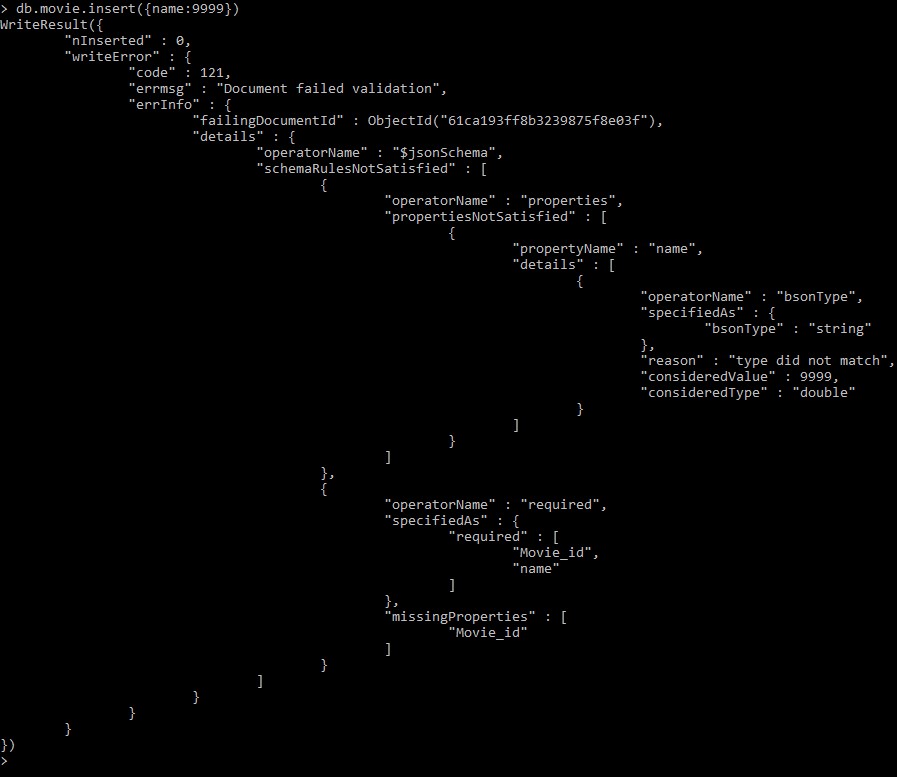 > db.movie.insert({name:9999})
WriteResult({
        "nInserted" : 0,
        "writeError" : {
                "code" : 121,
                "errmsg" : "Document failed validation",
                "errInfo" : {
                        "failingDocumentId" : ObjectId("61ca193ff8b3239875f8e03f"),
                        "details" : {
                                "operatorName" : "$jsonSchema",
                                "schemaRulesNotSatisfied" : [
                                        {
                                                "operatorName" : "properties",
                                                "propertiesNotSatisfied" : [
                                                        {
                                                                "propertyName" : "name",
                                                                "details" : [
                                                                        {
                                                                                "operatorName" : "bsonType",
                                                                                "specifiedAs" : {
                                                                                        "bsonType" : "string"
                                                                                },
                                                                                "reason" : "type did not match",
                                                                                "consideredValue" : 9999,
                                                                                "consideredType" : "double"
                                                                        }
                                                                ]
                                                        }
                                                ]
                                        },
                                        {
                                                "operatorName" : "required",
                                                "specifiedAs" : {
                                                        "required" : [
                                                                "Movie_id",
                                                                "name"
                                                        ]
                                                },
                                                "missingProperties" : [
                                                        "Movie_id"
                                                ]
                                        }
                                ]
                        }
                }
        }
})
>